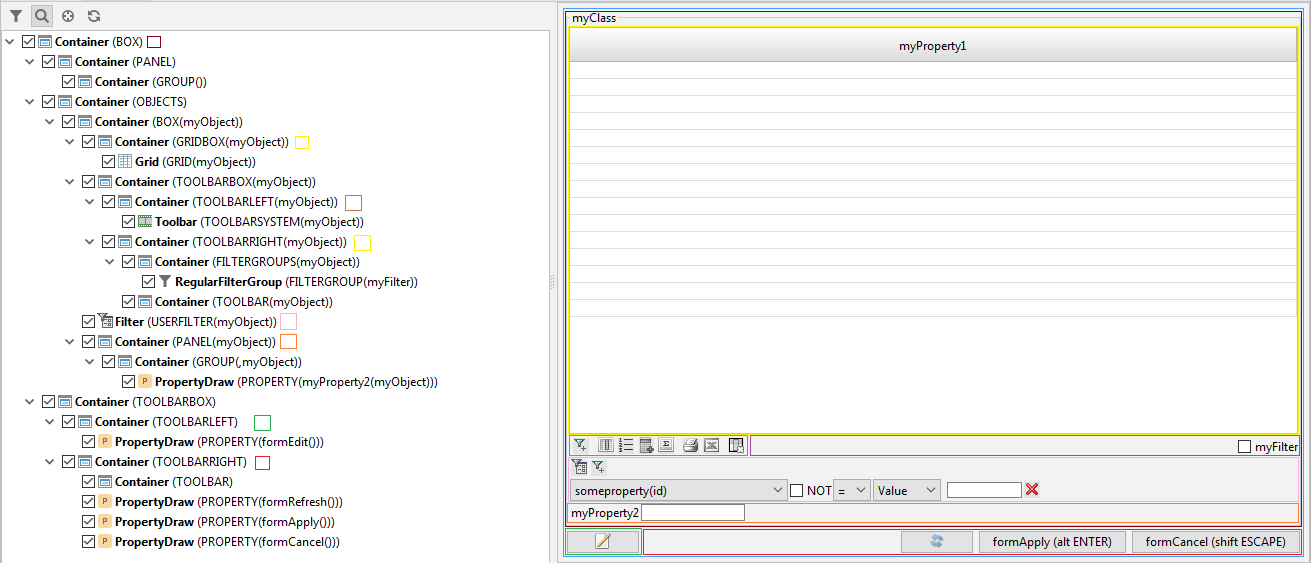 Container (BOX)
Container (PANEL)
Container (GROUP())
Container (OBJECTS)
Container (BOX(myObject))
Container (GRIDBOX(myObject))
Grid (GRID(myObject))
Container (TOOLBARBOX(myObject))
Container (TOOLBARLEFT(myObject))
Toolbar (TOOLBARSYSTEM(myObject))
Container (TOOLBARRIGHT(myObject))
Container (FILTERGROUPS(myObject))
RegularFilterGroup (FILTERGROUP(myFilter))
Container (TOOLBAR(myObject))
Filter (USERFILTER(myObject))
Container (PANEL(myObject))
Container (GROUP(,myObject))
P PropertyDraw (PROPERTY(myProperty2(myObject)))
Container (TOOLBARBOX)
Container (TOOLBARLEFT)
P PropertyDraw (PROPERTY(formEdit()))
Container (TOOLBARRIGHT)
Container (TOOLBAR)
P PropertyDraw (PROPERTY(formRefresh()))
P PropertyDraw (PROPERTY(formApply()))
P PropertyDraw (PROPERTY(formCancel()))
myClass
myProperty1
myFilter
someproperty(id) NOT = Value
myProperty2
formApply (alt ENTER) formCancel (shift ESCAPE)